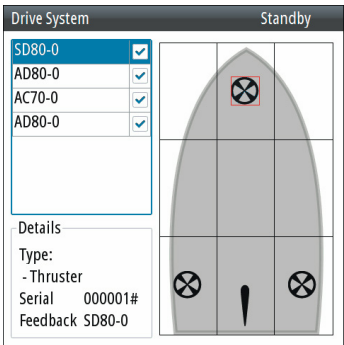 Drive System Standby
SD80-0
AD80-0
AC70-0
AD80-0
Details
Type:
- Thruster
Serial 000001#
Feedback SD80-0